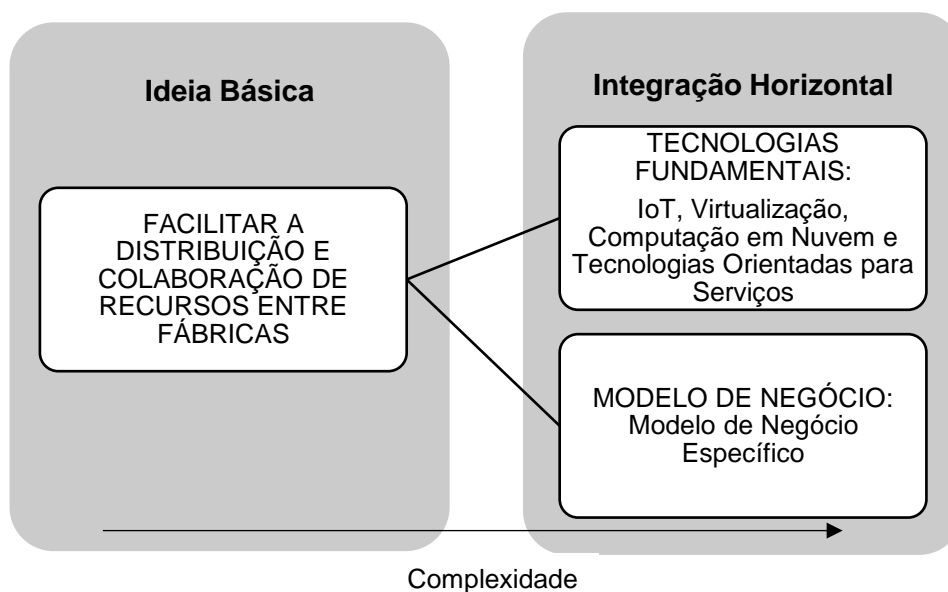 Ideia Básica
FACILITAR A
DISTRIBUIÇÃO E
COLABORAÇÃO DE
RECURSOS ENTRE
FÁBRICAS
Integração Horizontal
TECNOLOGIAS
FUNDAMENTAIS:
IoT, Virtualização,
Computação em Nuvem e
Tecnologias Orientadas para
Serviços
MODELO DE NEGÓCIO:
Modelo de Negócio
Específico
Complexidade